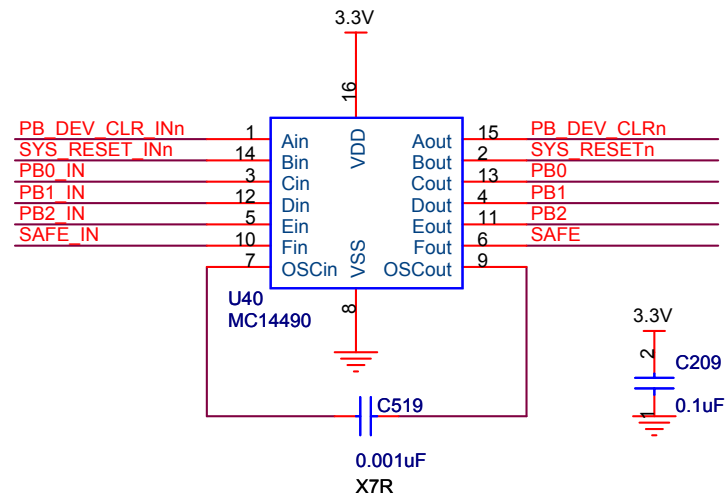 3.3V
16
PB_DEV_CLR_INn 1 Ain VDD Aout 15 PB_DEV_CLRn
SYS_RESET_INn 14 Bin Bout 2 SYS_RESETn
PB0_IN 3 Cin Cout 13 PB0
PB1_IN 12 Din Dout 4 PB1
PB2_IN 5 Ein Eout 11 PB2
SAFE_IN 10 Fin VSS Fout 6 SAFE
7 OSCin OSCout 9
U40
MC14490
8
3.3V
2
C209
0.1uF
1
C519
0.001uF
X7R